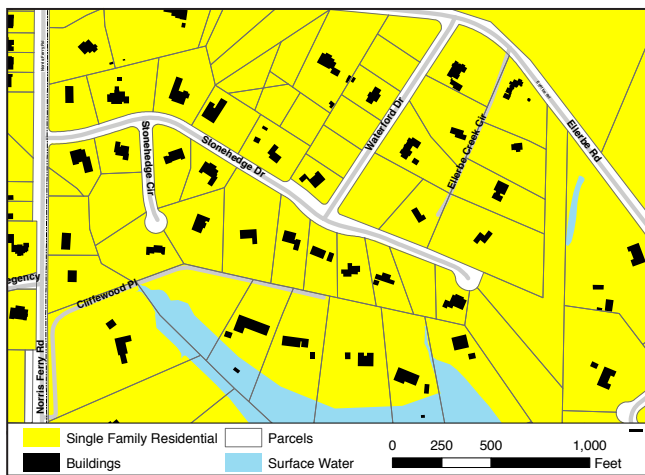 Waterford Dr
Ellerbe Rd
Ellerbe Creek Cir
Stonehedge Dr
Stonehedge Cir
egency
Cliffewood Pl
Norris Ferry Rd
Single Family Residential
Parcels
0 250 500 1,000
Buildings
Surface Water
Feet